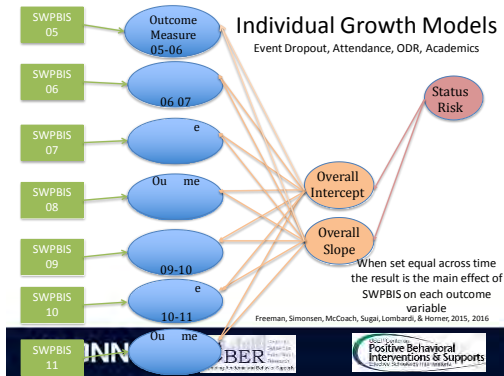 Individual Growth Models
Event Dropout, Attendance, ODR, Academics
SWPBIS
05
Outcome
Measure
05-06
SWPBIS
06
06 07
SWPBIS
07
e
SWPBIS
08
Ou me
SWPBIS
09
09-10
SWPBIS
10
e
10-11
SWPBIS
11
Ou me
Overall
Intercept
Overall
Slope
Status
Risk
When set equal across time
the result is the main effect of
SWPBIS on each outcome
variable
Freeman, Simonsen, McCoach, Sugai, Lombardi, & Horner, 2015, 2016
ONN
BER
Positive Behavioral
Interventions & Supports